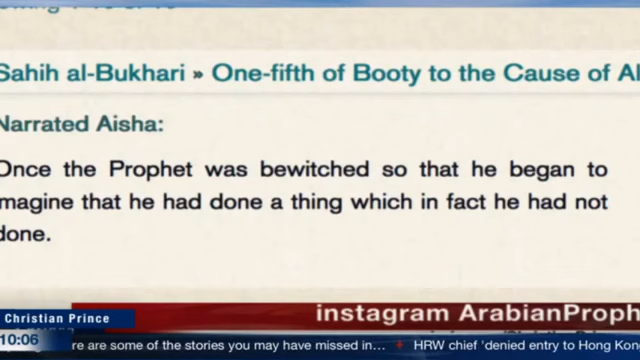 Sahih al-Bukhari » One-fifth of Booty to the Cause of Al
Narrated Aisha:
Once the Prophet was bewitched so that he began to
imagine that he had done a thing which in fact he had not
done.
instagram ArabianProph
Christian Prince
10:06
re are some of the stories you may have missed in... HRW chief 'denied entry to Hong Kon